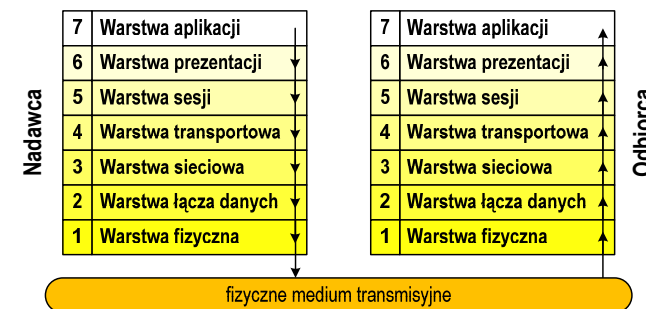 Nadawca
7 Warstwa aplikacji
6 Warstwa prezentacji
5 Warstwa sesji
4 Warstwa transportowa
3 Warstwa sieciowa
2 Warstwa łącza danych
1 Warstwa fizyczna
7 Warstwa aplikacji
6 Warstwa prezentacji
5 Warstwa sesji
4 Warstwa transportowa
3 Warstwa sieciowa
2 Warstwa łącza danych
1 Warstwa fizyczna
Odbiorca
fizyczne medium transmisyjne